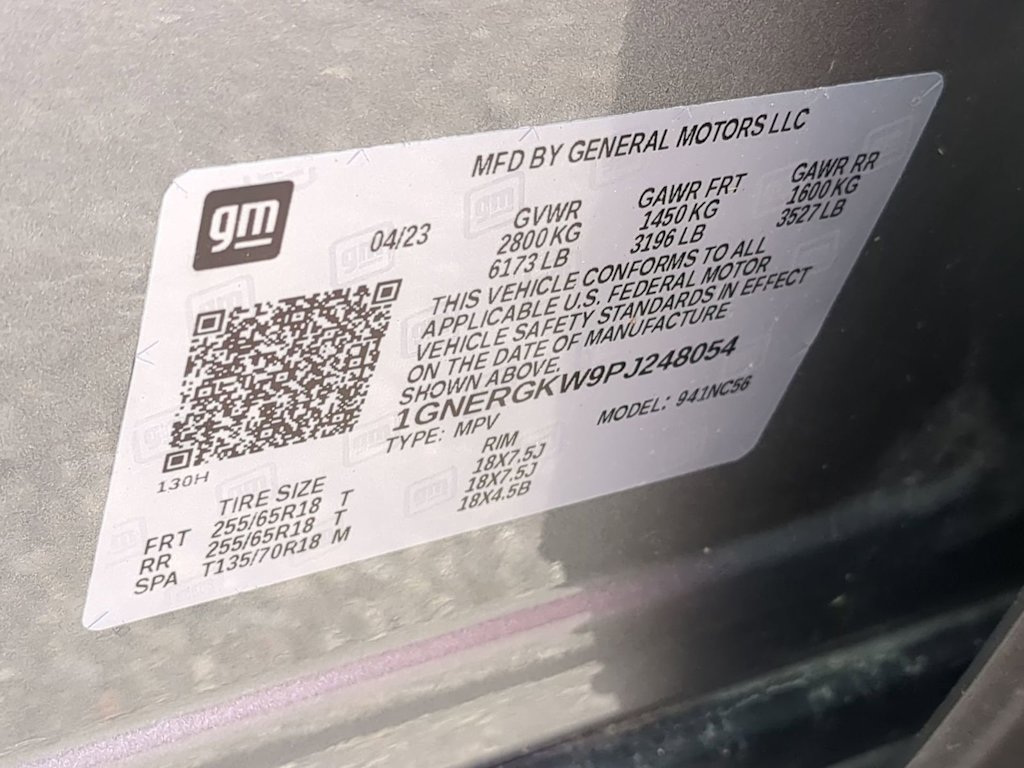 MFD BY GENERAL MOTORS LLC
gm
04/23
GVWR GAWR FRT GAWR RR
2800 KG 1450 KG 1600 KG
6173 LB 3196 LB 3527 LB
THIS VEHICLE CONFORMS TO ALL
APPLICABLE U.S. FEDERAL MOTOR
VEHICLE SAFETY STANDARDS IN EFFECT
ON THE DATE OF MANUFACTURE
SHOWN ABOVE.
1GNERGKW9PJ248054
TYPE: MPV MODEL: 941NC56
130H
TIRE SIZE RIM
FRT 255/65R18 T 18X7.5J
RR 255/65R18 T 18X7.5J
SPA T135/70R18 M 18X4.5B